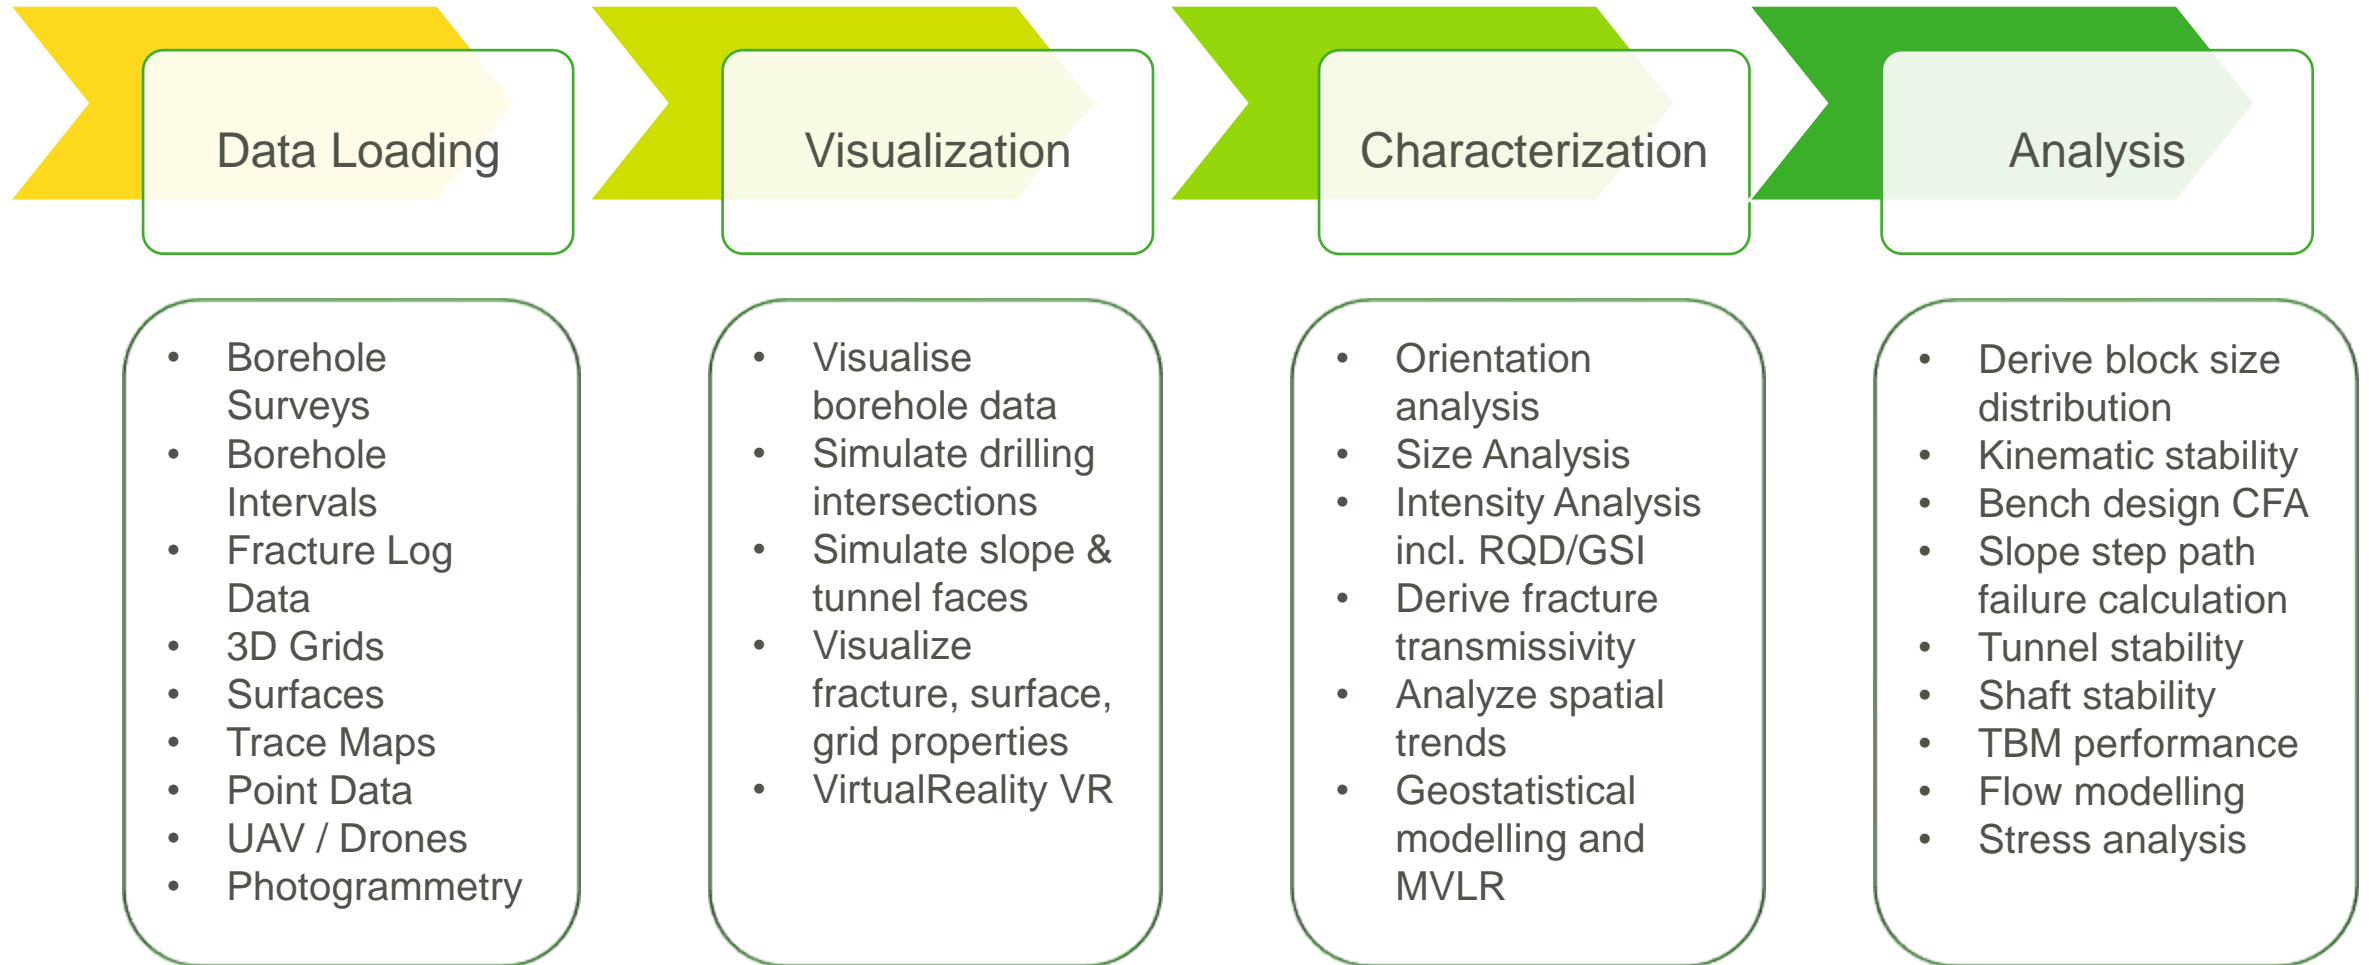 Data Loading
Visualization
Characterization
Analysis
• Borehole
Surveys
• Borehole
Intervals
• Fracture Log
Data
• 3D Grids
• Surfaces
• Trace Maps
• Point Data
• UAV / Drones
• Photogrammetry
• Visualise
borehole data
• Simulate drilling
intersections
• Simulate slope &
tunnel faces
• Visualize
fracture, surface,
grid properties
• VirtualReality VR
• Orientation
analysis
• Size Analysis
• Intensity Analysis
incl. RQD/GSI
• Derive fracture
transmissivity
• Analyze spatial
trends
• Geostatistical
modelling and
MVLR
• Derive block size
distribution
• Kinematic stability
• Bench design CFA
• Slope step path
failure calculation
• Tunnel stability
• Shaft stability
• TBM performance
• Flow modelling
• Stress analysis